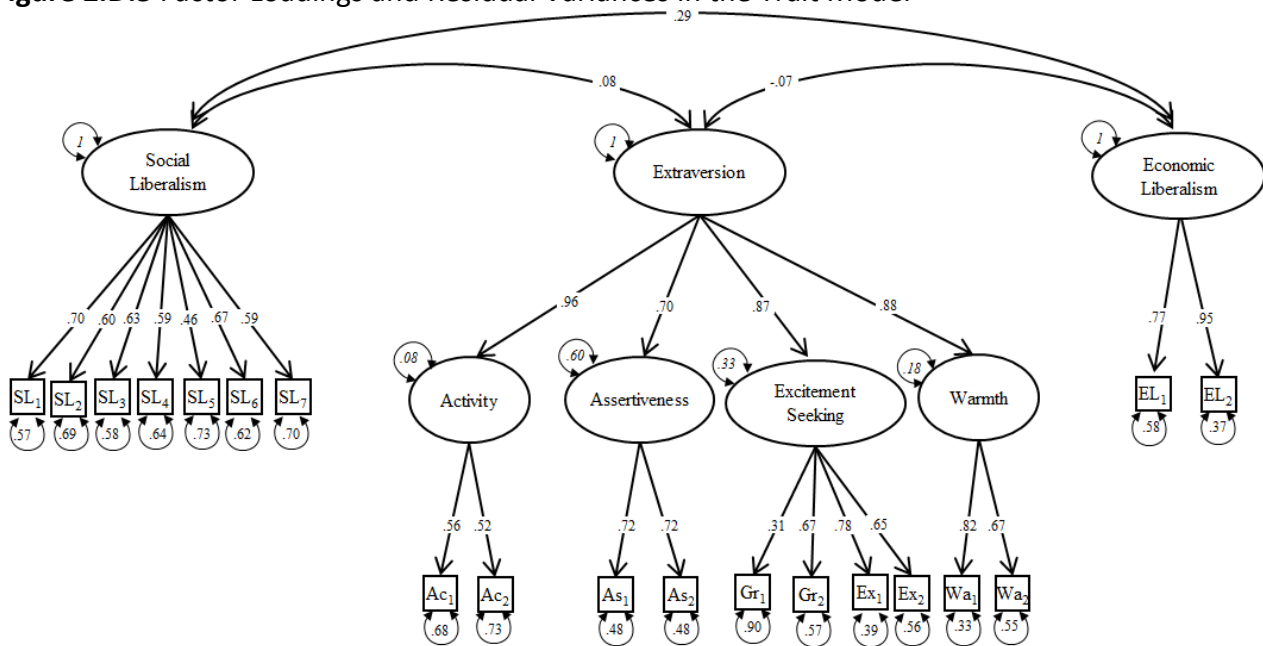 igure 2.D.3 Factor Loadings and Residual Variances in the Trait Model
.29
.08
-.07
1
Social
Liberalism
1
Extraversion
1
Economic
Liberalism
.70 .60 .63 .59 .46 .67 .59
.96
.70
.87
.88
.77
.95
SL1 SL2 SL3 SL4 SL5 SL6 SL7
.57 .69 .58 .64 .73 .62 .70
.08
Activity
.60
Assertiveness
.33
Excitement
Seeking
.18
Warmth
EL1 EL2
.58 .37
.56 .52
.72 .72
.31 .67 .78 .65
.82 .67
Ac1 Ac2
As1 As2
Gr1 Gr2 Ex1 Ex2
Wa1 Wa2
.68 .73
.48 .48
.90 .57 .39 .56
.33 .55